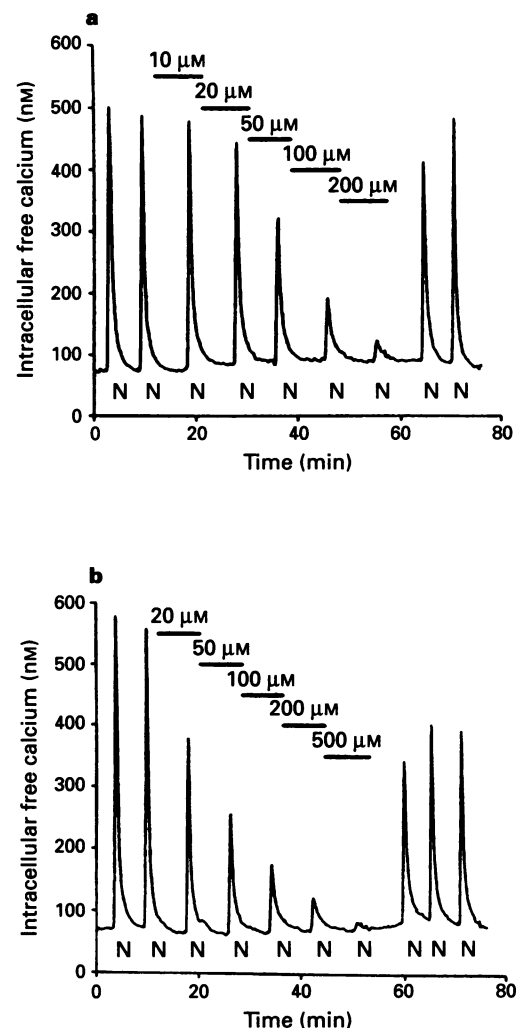 a
600
500
400
300
200
100
0
Intracellular free calcium (nM)
10 μM
20 μM
50 μM
100 μM
200 μM
N N N N N N N N N
0 20 40 60 80
Time (min)
b
600
500
400
300
200
100
0
Intracellular free calcium (nM)
20 μM
50 μM
100 μM
200 μM
500 μM
N N N N N N N N N N
0 20 40 60 80
Time (min)